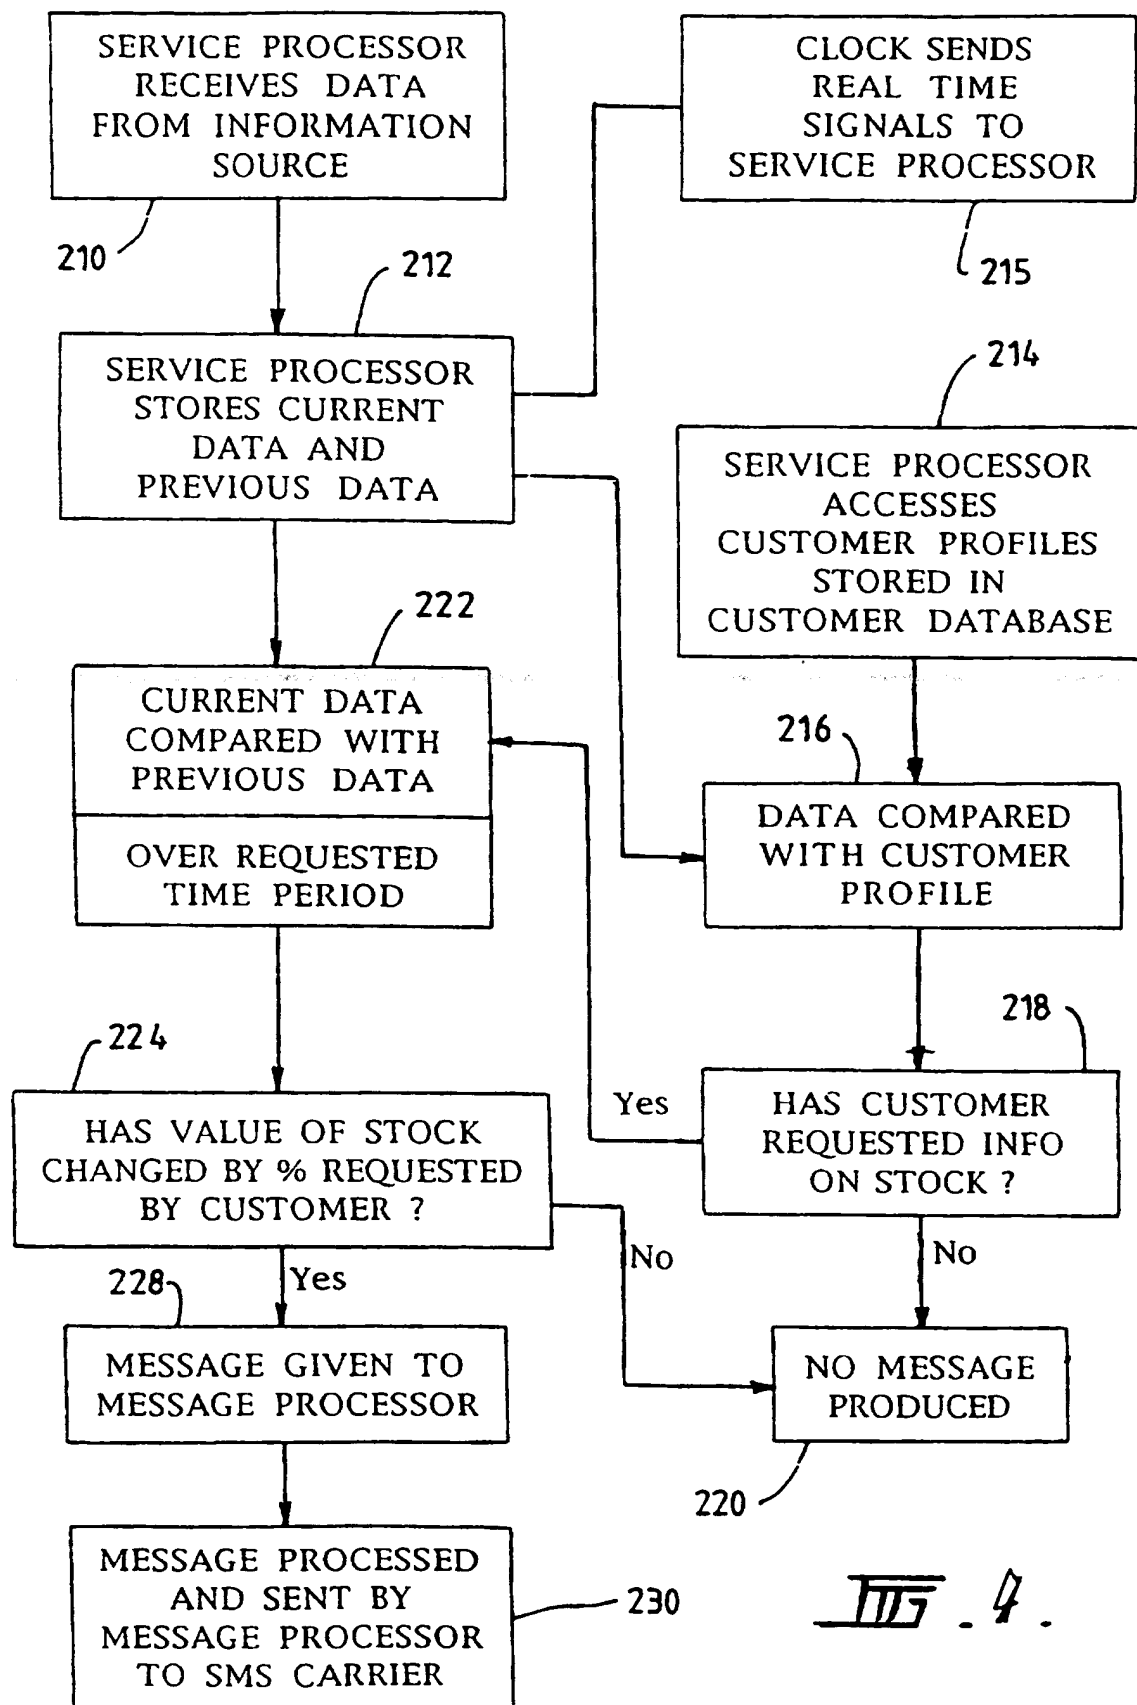 SERVICE PROCESSOR
RECEIVES DATA
FROM INFORMATION
SOURCE
210
CLOCK SENDS
REAL TIME
SIGNALS TO
SERVICE PROCESSOR
215
212
SERVICE PROCESSOR
STORES CURRENT
DATA AND
PREVIOUS DATA
214
SERVICE PROCESSOR
ACCESSES
CUSTOMER PROFILES
STORED IN
CUSTOMER DATABASE
222
CURRENT DATA
COMPARED WITH
PREVIOUS DATA
OVER REQUESTED
TIME PERIOD
216
DATA COMPARED
WITH CUSTOMER
PROFILE
218
HAS CUSTOMER
REQUESTED INFO
ON STOCK ?
Yes
No
224
HAS VALUE OF STOCK
CHANGED BY % REQUESTED
BY CUSTOMER ?
Yes
No
228
MESSAGE GIVEN TO
MESSAGE PROCESSOR
NO MESSAGE
PRODUCED
220
MESSAGE PROCESSED
AND SENT BY
MESSAGE PROCESSOR
TO SMS CARRIER
230
FIG. 4.